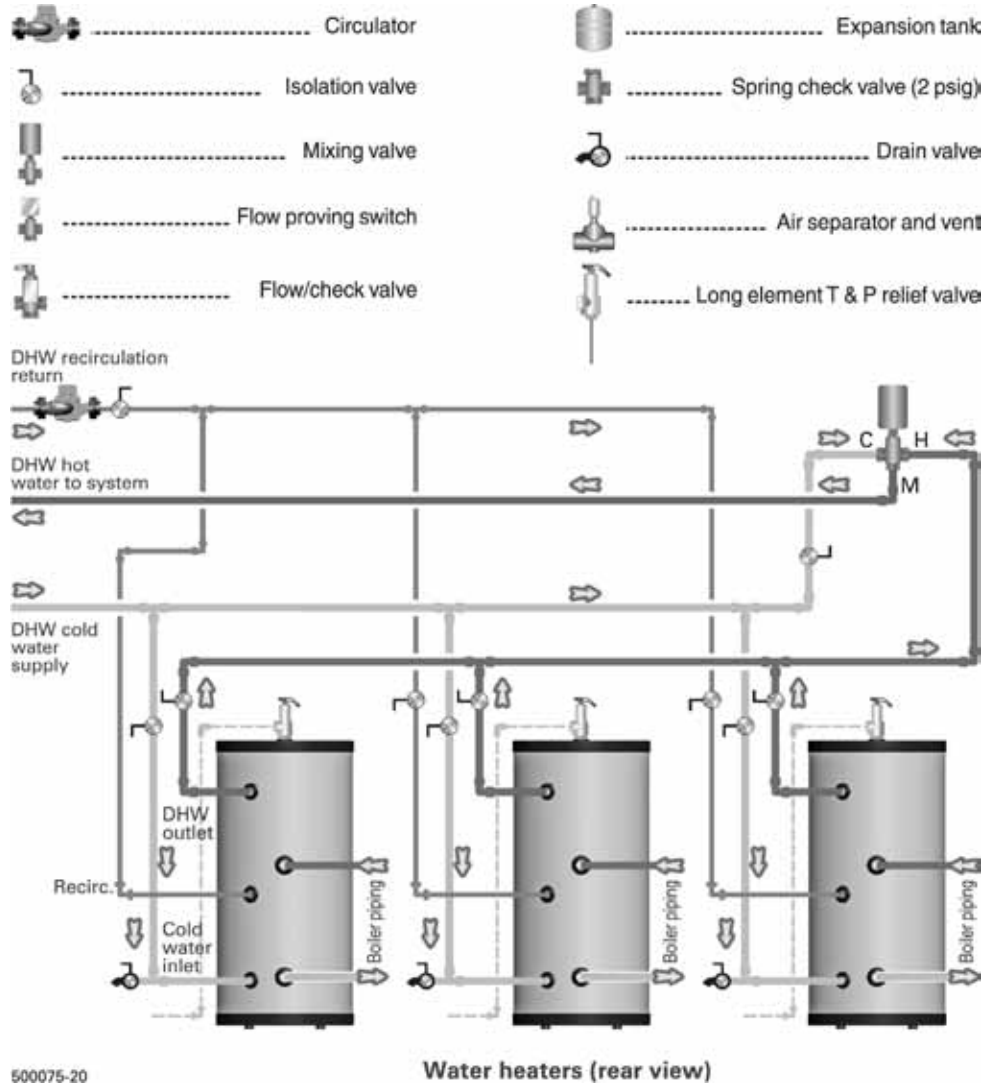 Circulator
Isolation valve
Mixing valve
Flow proving switch
Flow/check valve
Expansion tank
Spring check valve (2 psig)
Drain valve
Air separator and vent
Long element T & P relief valve
DHW recirculation
return
C H
DHW hot
water to system
M
DHW cold
water
supply
DHW
outlet
Recirc.
Cold
water
inlet
Boiler piping
Boiler piping
Boiler piping
500075-20
Water heaters (rear view)